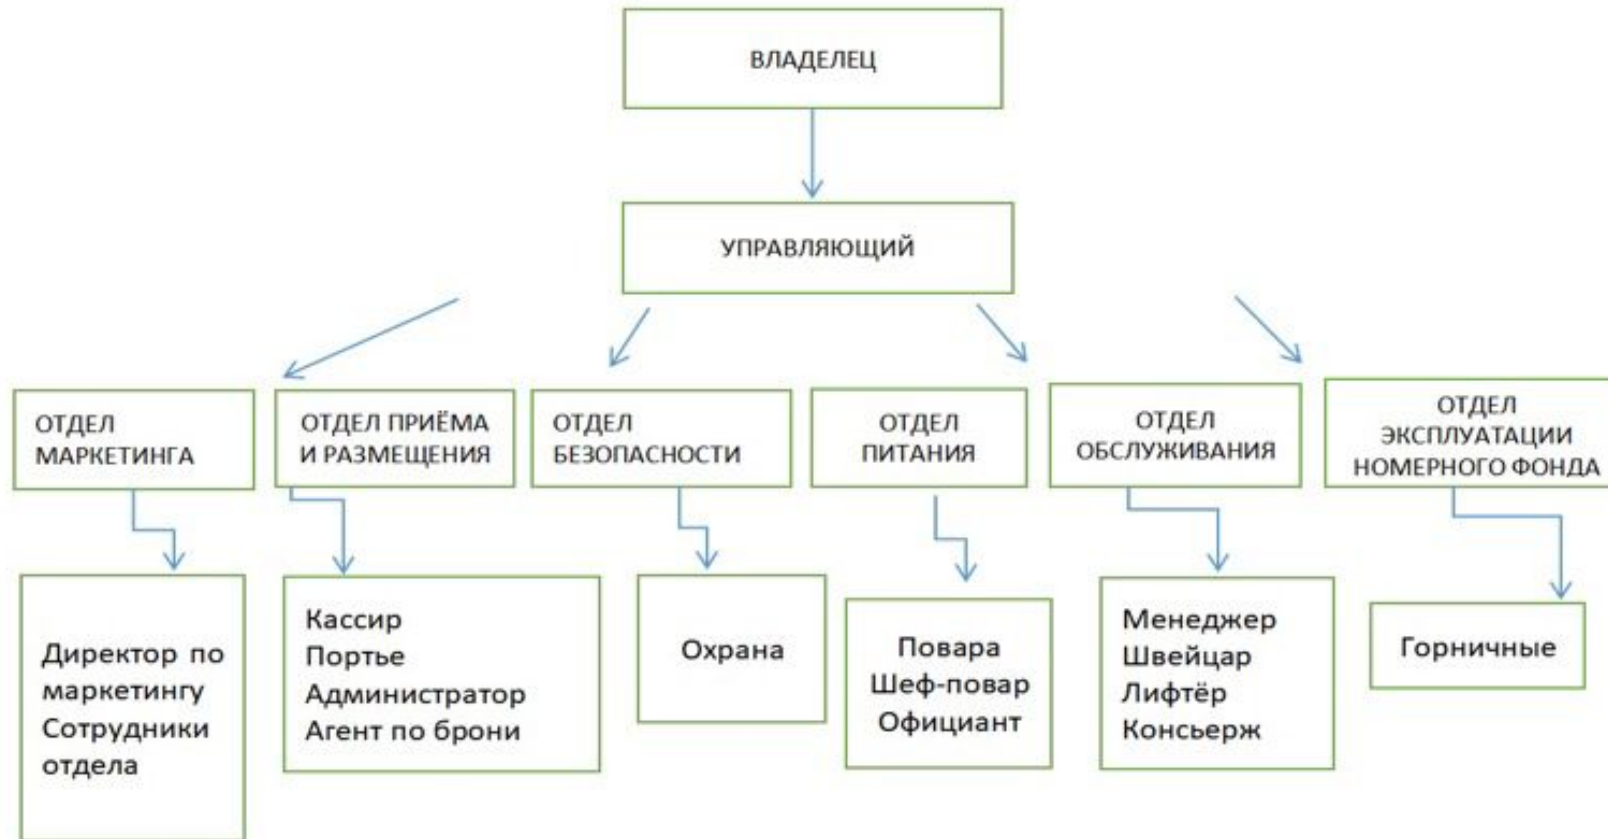 ВЛАДЕЛЕЦ
УПРАВЛЯЮЩИЙ
ОТДЕЛ
МАРКЕТИНГА
ОТДЕЛ ПРИЁМА
И РАЗМЕЩЕНИЯ
ОТДЕЛ
БЕЗОПАСНОСТИ
ОТДЕЛ
ПИТАНИЯ
ОТДЕЛ
ОБСЛУЖИВАНИЯ
ОТДЕЛ
ЭКСПЛУАТАЦИИ
НОМЕРНОГО ФОНДА
Директор по
маркетингу
Сотрудники
отдела
Кассир
Портье
Администратор
Агент по брони
Охрана
Повара
Шеф-повар
Официант
Менеджер
Швейцар
Лифтёр
Консьерж
Горничные